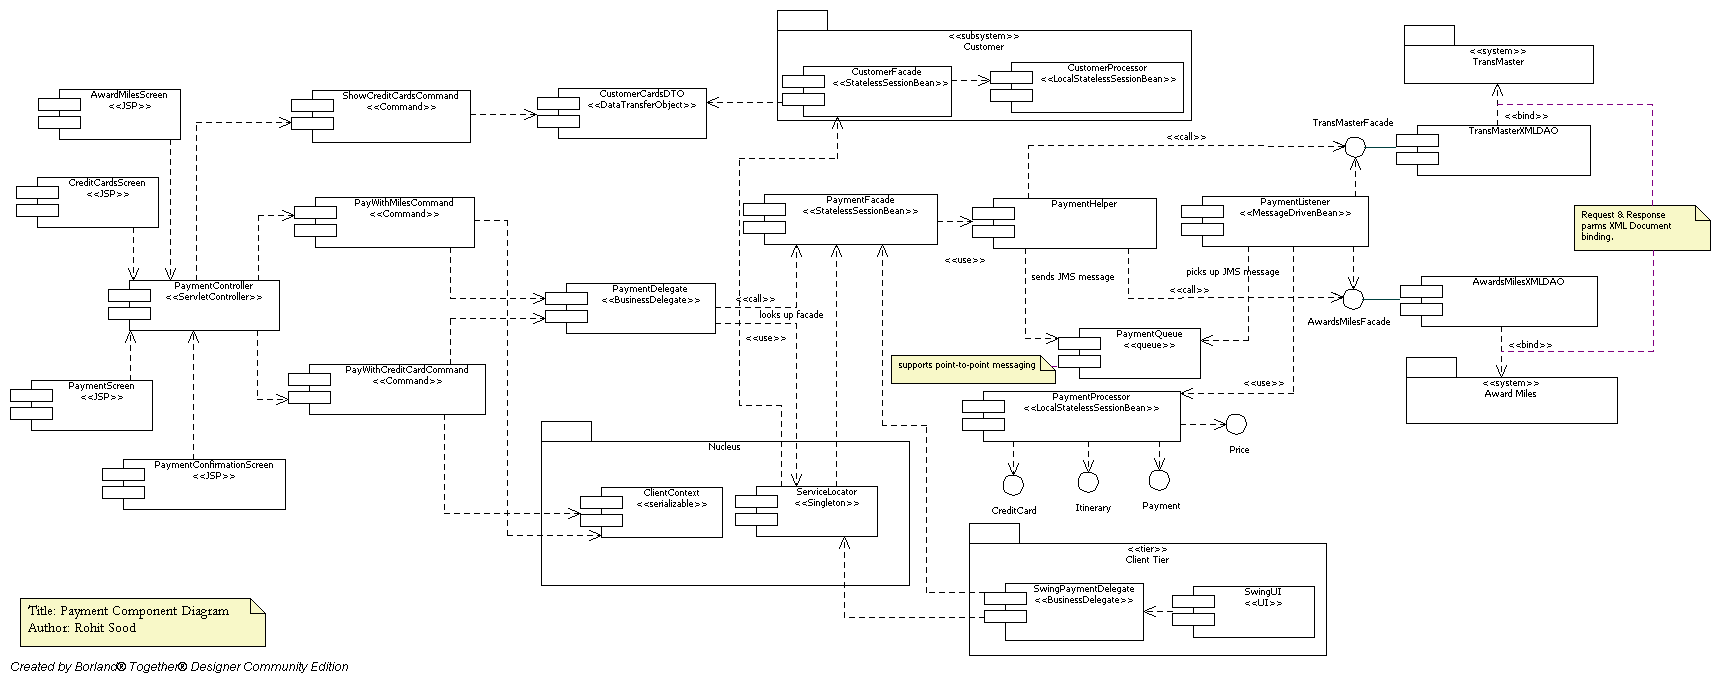 <<subsystem>>
Customer
CustomerFacade
<<StatelessSessionBean>>
CustomerProcessor
<<LocalStatelessSessionBean>>
<<system>>
TransMaster
AwardMilesScreen
<<JSP>>
ShowCreditCardsCommand
<<Command>>
CustomerCardsDTO
<<DataTransferObject>>
<<call>>
TransMasterFacade
<<bind>>
TransMasterXMLDAO
CreditCardsScreen
<<JSP>>
PayWithMilesCommand
<<Command>>
PaymentFacade
<<StatelessSessionBean>>
PaymentHelper
PaymentListener
<<MessageDrivenBean>>
Request & Response
parms XML Document
binding.
<<use>>
sends JMS message
picks up JMS message
PaymentController
<<ServletController>>
PaymentDelegate
<<BusinessDelegate>>
<<call>>
looks up facade
<<use>>
<<call>>
AwardsMilesFacade
AwardsMilesXMLDAO
<<bind>>
PaymentQueue
<<queue>>
supports point-to-point messaging
<<system>>
Award Miles
PaymentScreen
<<JSP>>
PayWithCreditCardCommand
<<Command>>
<<use>>
PaymentProcessor
<<LocalStatelessSessionBean>>
Price
CreditCard
Itinerary
Payment
PaymentConfirmationScreen
<<JSP>>
Nucleus
ClientContext
<<serializable>>
ServiceLocator
<<Singleton>>
<<tier>>
Client Tier
SwingPaymentDelegate
<<BusinessDelegate>>
SwingUI
<<UI>>
Title: Payment Component Diagram
Author: Rohit Sood
Created by Borland® Together® Designer Community Edition